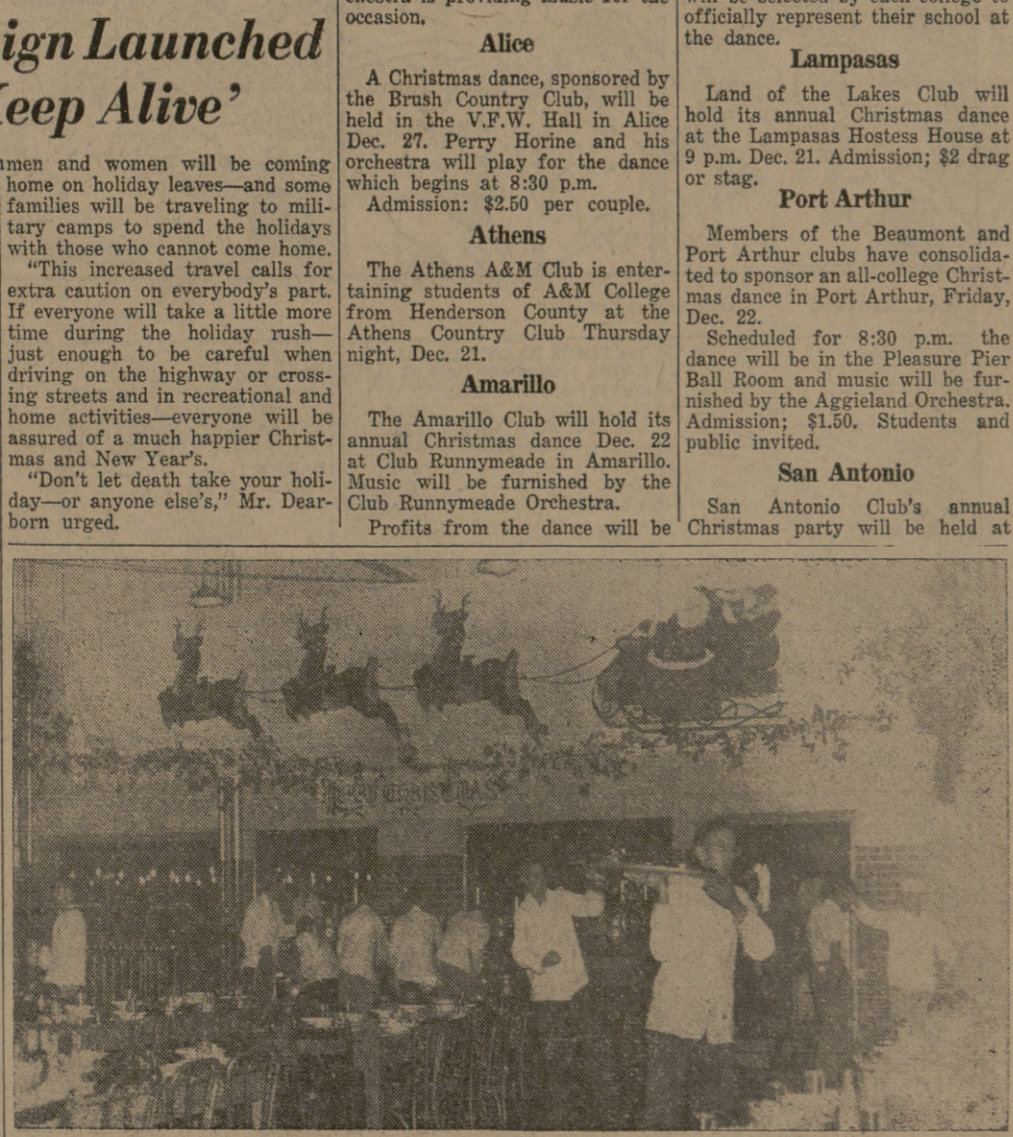 ign Launched
eep Alive'
men and women will be coming
home on holiday leaves—and some
families will be traveling to mili-
tary camps to spend the holidays
with those who cannot come home.
"This increased travel calls for
extra caution on everybody's part.
If everyone will take a little more
time during the holiday rush—
just enough to be careful when
driving on the highway or cross-
ing streets and in recreational and
home activities—everyone will be
assured of a much happier Christ-
mas and New Year's.
"Don't let death take your holi-
day—or anyone else's," Mr. Dear-
born urged.
chestra is providing music for the
occasion.
Alice
A Christmas dance, sponsored by
the Brush Country Club, will be
held in the V.F.W. Hall in Alice
Dec. 27. Perry Horine and his
orchestra will play for the dance
which begins at 8:30 p.m.
Admission: $2.50 per couple.
Athens
The Athens A&M Club is enter-
taining students of A&M College
from Henderson County at the
Athens Country Club Thursday
night, Dec. 21.
Amarillo
The Amarillo Club will hold its
annual Christmas dance Dec. 22
at Club Runnymeade in Amarillo.
Music will be furnished by the
Club Runnymeade Orchestra.
Profits from the dance will be
will be selected by each college to
officially represent their school at
the dance.
Lampasas
Land of the Lakes Club will
hold its annual Christmas dance
at the Lampasas Hostess House at
9 p.m. Dec. 21. Admission; $2 drag
or stag.
Port Arthur
Members of the Beaumont and
Port Arthur clubs have consolida-
ted to sponsor an all-college Christ-
mas dance in Port Arthur, Friday,
Dec. 22.
Scheduled for 8:30 p.m. the
dance will be in the Pleasure Pier
Ball Room and music will be fur-
nished by the Aggieland Orchestra.
Admission; $1.50. Students and
public invited.
San Antonio
San Antonio Club's annual
Christmas party will be held at
MERRY CHRISTMAS